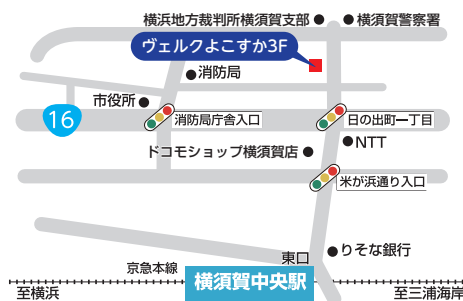 横浜地方裁判所横須賀支部
横須賀警察署
ヴェルクよこすか3F
消防局
市役所
16
消防局庁舎入口
日の出町一丁目
NTT
ドコモショップ横須賀店
米が浜通り入口
りそな銀行
東口
京急本線
横須賀中央駅
至横浜
至三浦海岸